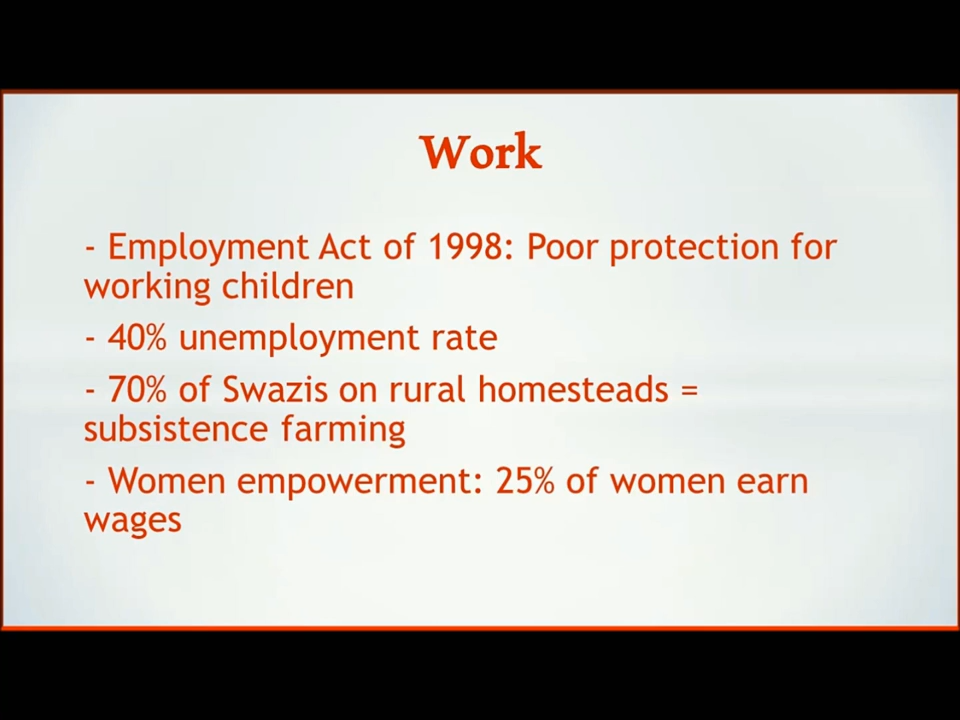 Work
- Employment Act of 1998: Poor protection for
working children
- 40% unemployment rate
- 70% of Swazis on rural homesteads =
subsistence farming
- Women empowerment: 25% of women earn
wages